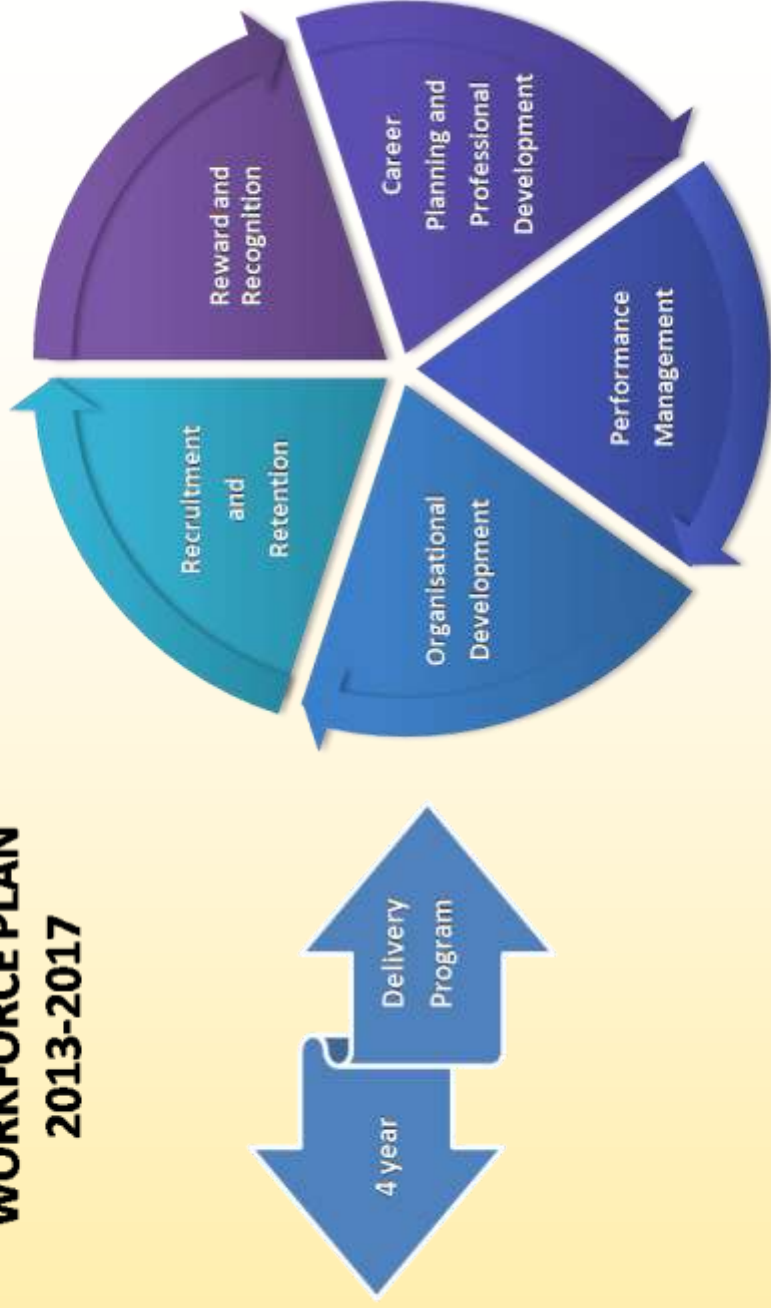 WORKFORCE PLAN
2013-2017
4 year
Delivery
Program
Recruitment
and
Retention
Reward and
Recognition
Career
Planning and
Professional
Development
Performance
Management
Organisational
Development